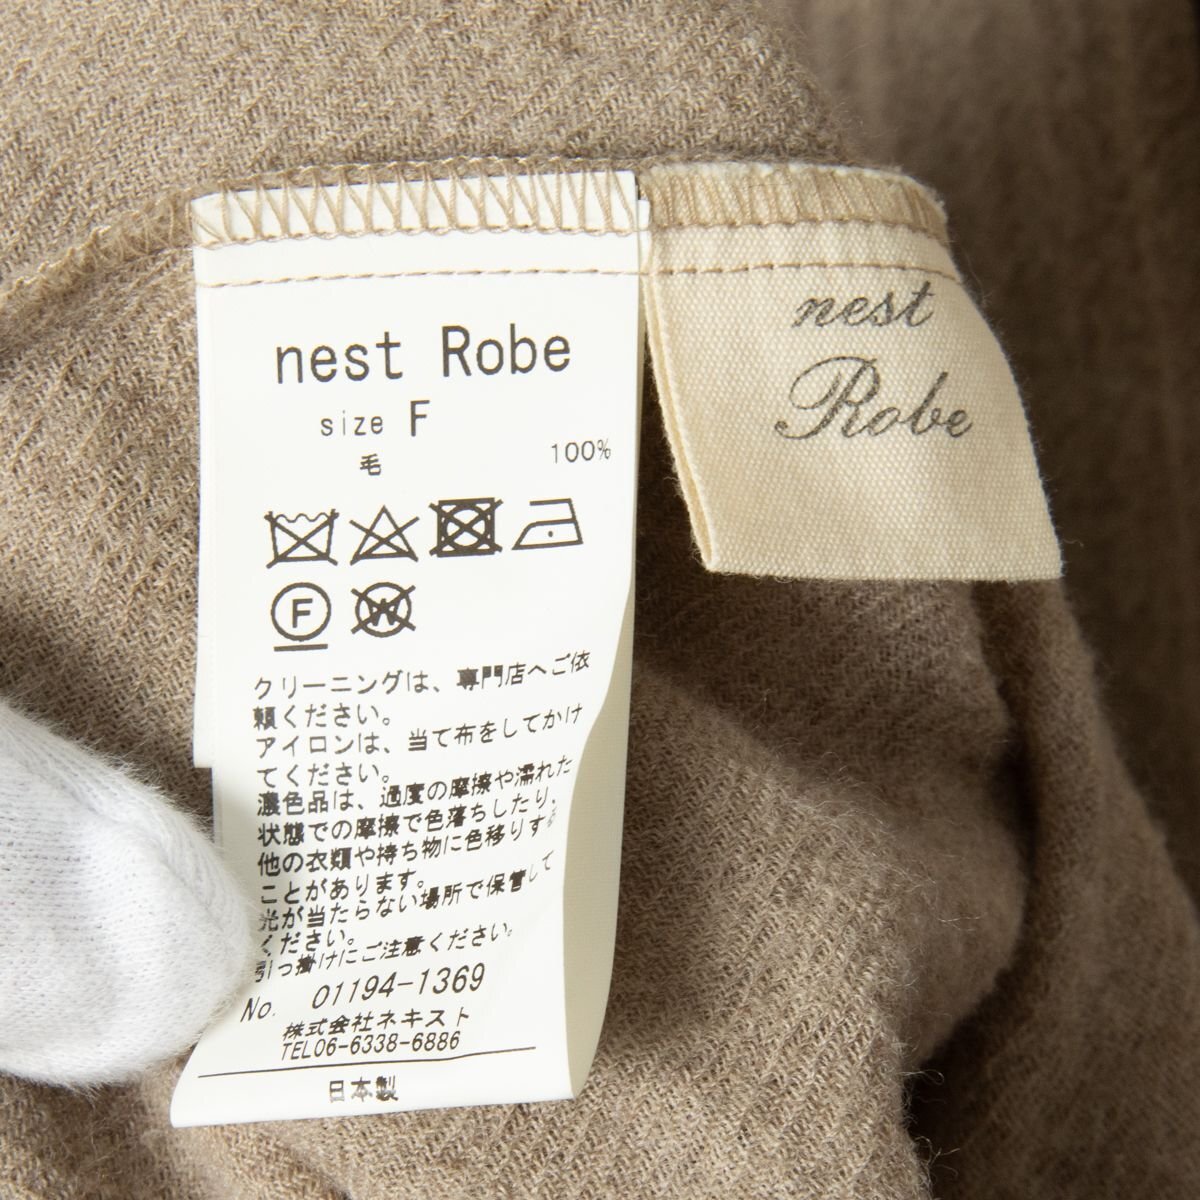 nest Robe
size F
毛 100%
F
W
クリーニングは、専門店へご依
頼ください。
アイロンは、当て布をしてかけ
てください。
濃色品は、過度の摩擦や濡れた
状態での摩擦で色落ちしたり、
他の衣類や持ち物に色移りする
ことがあります。
光が当たらない場所で保管して
ください。
引っ掛けにご注意ください。
No. 01194-1369
株式会社ネキスト
TEL06-6338-6886
日本製
nest
Robe